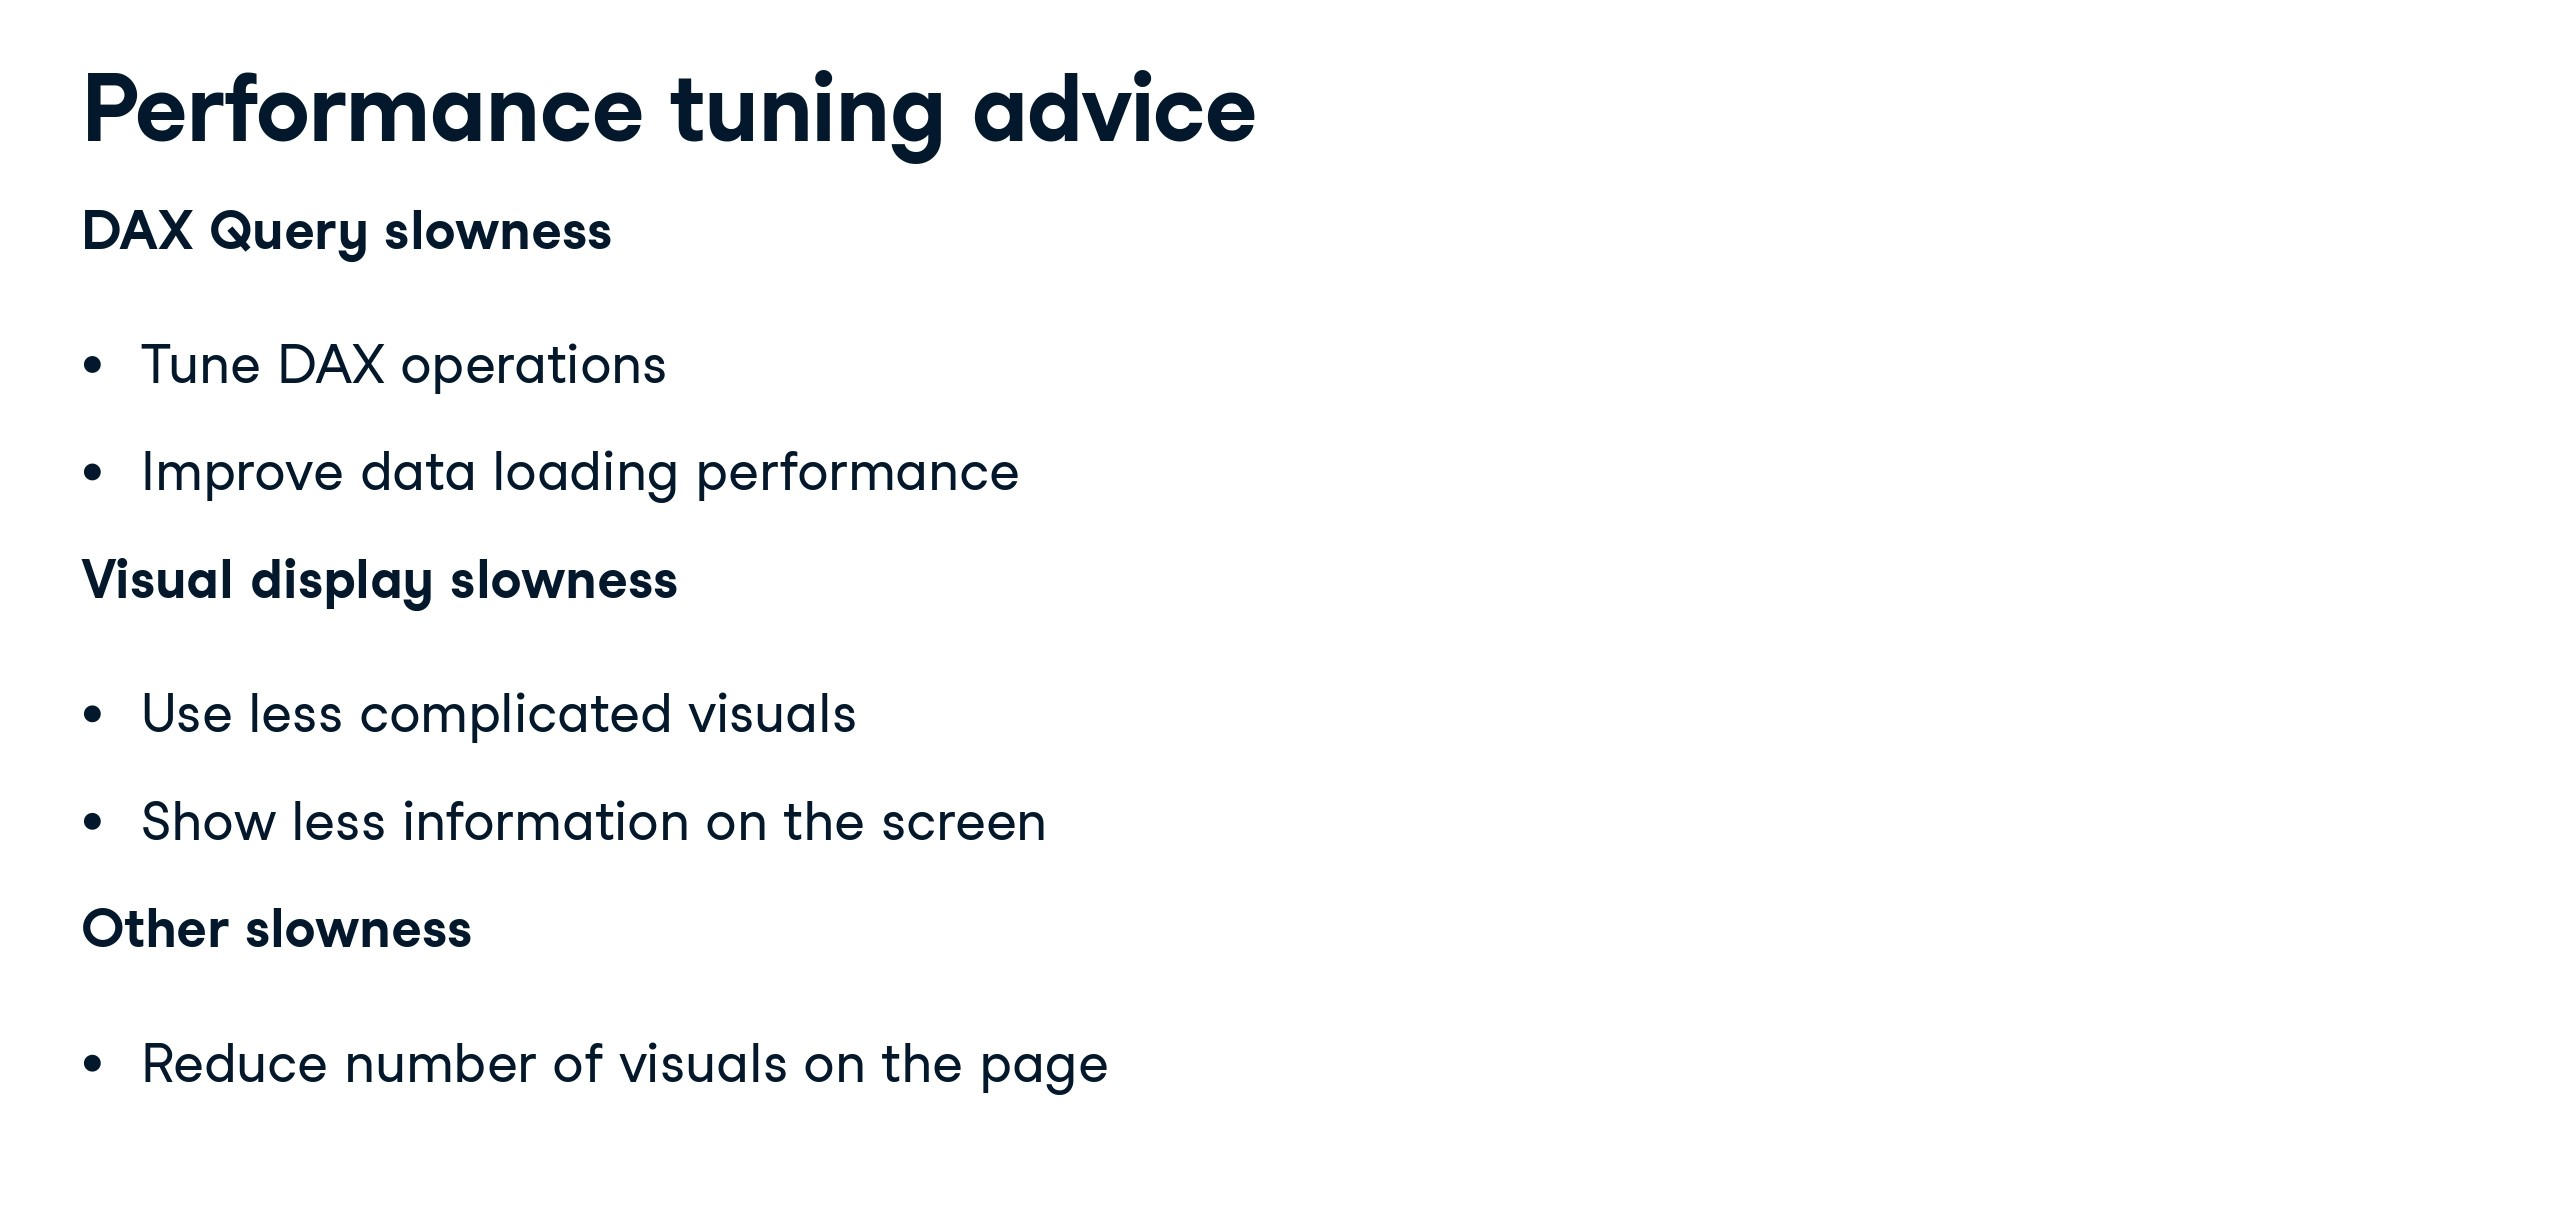 Performance tuning advice
DAX Query slowness
• Tune DAX operations
• Improve data loading performance
Visual display slowness
• Use less complicated visuals
• Show less information on the screen
Other slowness
• Reduce number of visuals on the page